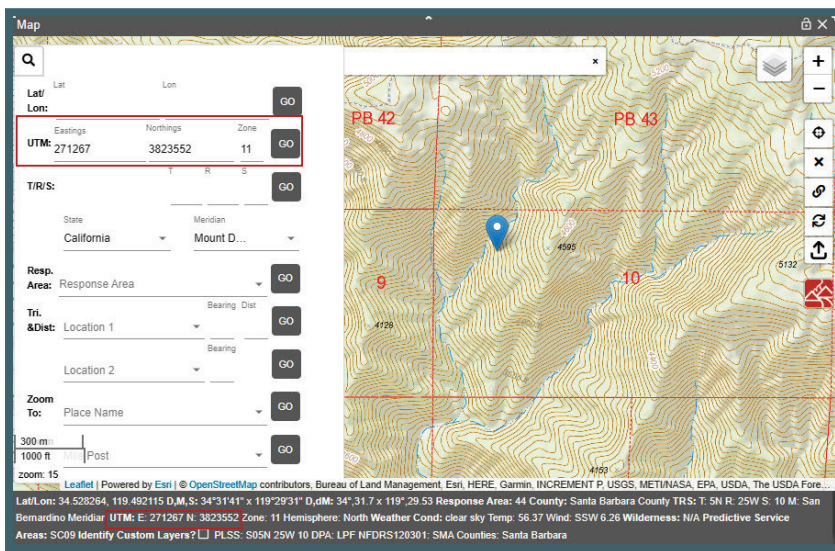 Map
PB 42
PB 43
Lat/
Lon:
Lat
Lon
GO
UTM:
Eastings
Northings
Zone
271267
3823552
11
GO
T/R/S:
T
R
S
GO
State
Meridian
California
Mount D...
Resp.
Area:
Response Area
GO
Tri.
&Dist:
Bearing Dist
Location 1
GO
Bearing
Location 2
GO
Zoom
To:
Place Name
GO
Post
GO
300 m
1000 ft
zoom: 15
5200
4595
5132
9
10
4128
4153
Leaflet | Powered by Esri | © OpenStreetMap contributors, Bureau of Land Management, Esri, HERE, Garmin, INCREMENT P, USGS, METI/NASA, EPA, USDA, The USDA Fore...
Lat/Lon: 34.528264, 119.492115 D,M,S: 34°31'41" x 119°29'31" D,dM: 34°,31.7 x 119°,29.53 Response Area: 44 County: Santa Barbara County TRS: T: 5N R: 25W S: 10 M: San
Bernardino Meridian UTM: E: 271267 N: 3823552 Zone: 11 Hemisphere: North Weather Cond: clear sky Temp: 56.37 Wind: SSW 6.26 Wilderness: N/A Predictive Service
Areas: SC09 Identify Custom Layers? PLSS: S05N 25W 10 DPA: LPF NFDRS120301: SMA Counties: Santa Barbara